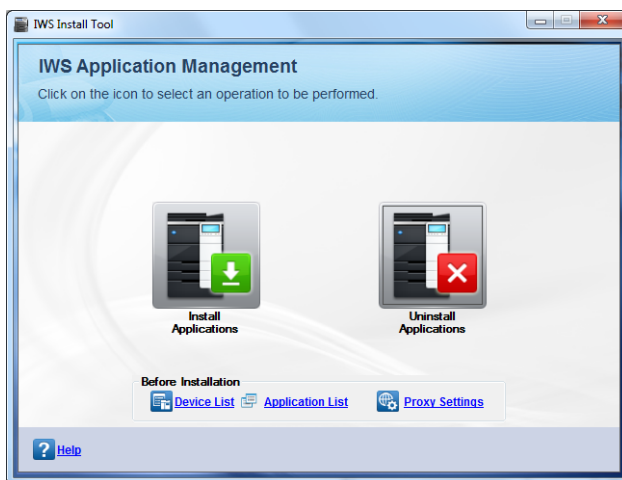 IWS Install Tool
IWS Application Management
Click on the icon to select an operation to be performed.
Install
Applications
Uninstall
Applications
Before Installation
Device List
Application List
Proxy Settings
? Help